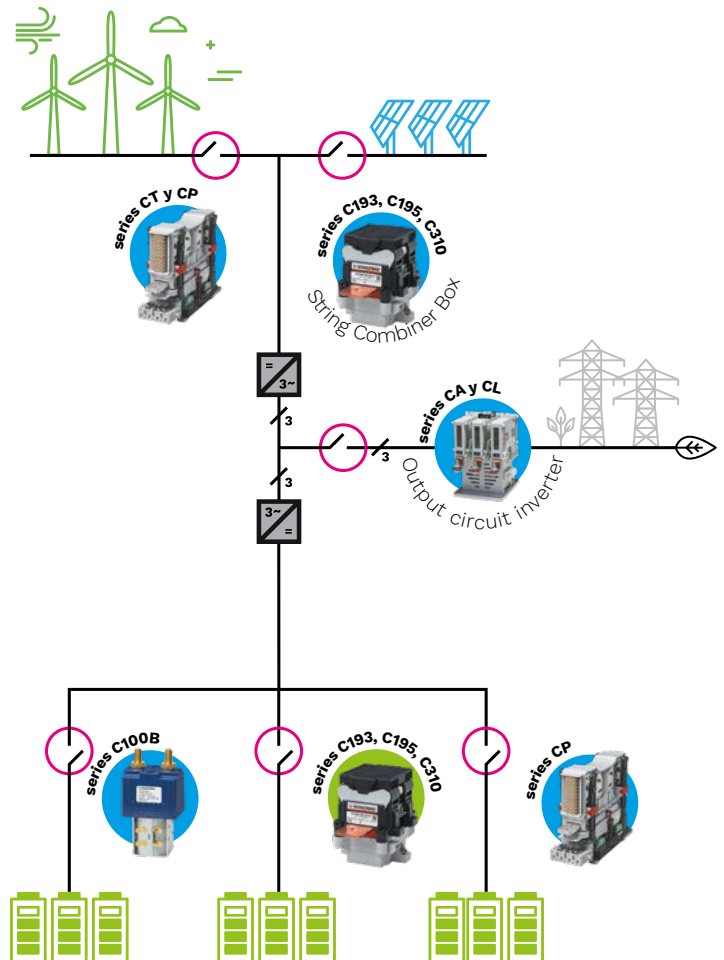 series CT y CP
series C193, C195, C310
String Combiner Box
=
3~
3
series CA y CL
3
Output circuit inverter
3
3~
=
series C100B
series C193, C195, C310
series CP